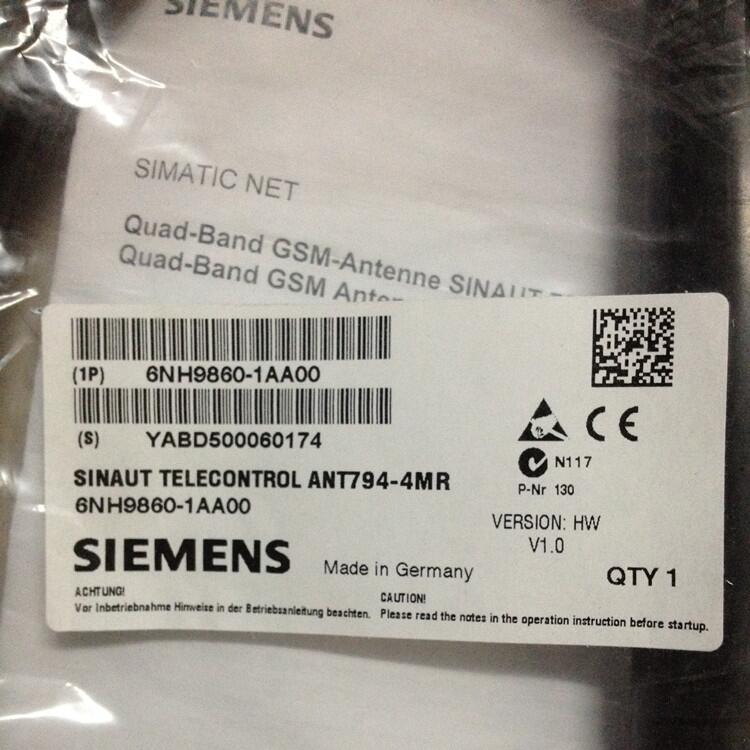 SIEMENS
SIMATIC NET
Quad-Band GSM-Antenne SINAUT
Quad-Band GSM
(1P) 6NH9860-1AA00
(S) YABD500060174
SINAUT TELECONTROL ANT794-4MR
6NH9860-1AA00
CE
N117
P-Nr 130
VERSION: HW
V1.0
SIEMENS Made in Germany
QTY 1
ACHTUNG!
Vor Inbetriebnahme Hinweise in der Betriebsanleitung beachten.
CAUTION!
Please read the notes in the operation instruction before startup.